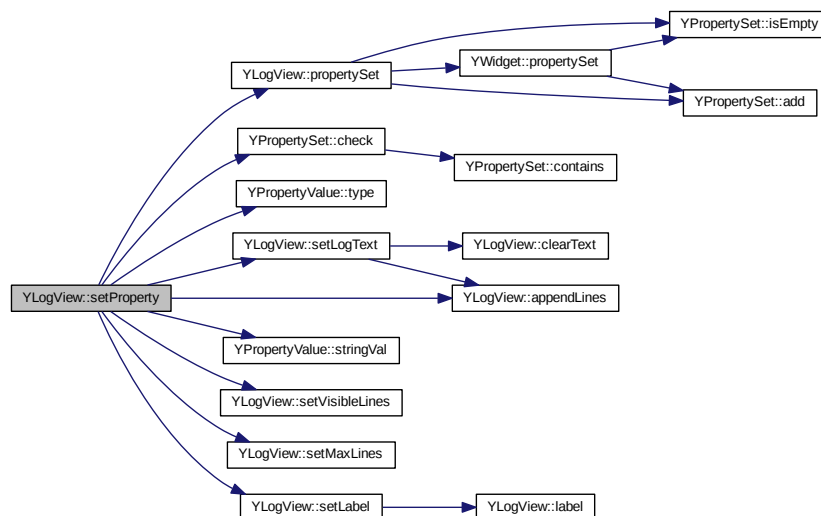 YPropertySet::isEmpty
YWidget::propertySet
YLogView::propertySet
YPropertySet::add
YPropertySet::check
YPropertySet::contains
YPropertyValue::type
YLogView::setLogText
YLogView::clearText
YLogView::setProperty
YLogView::appendLines
YPropertyValue::stringVal
YLogView::setVisibleLines
YLogView::setMaxLines
YLogView::setLabel
YLogView::label